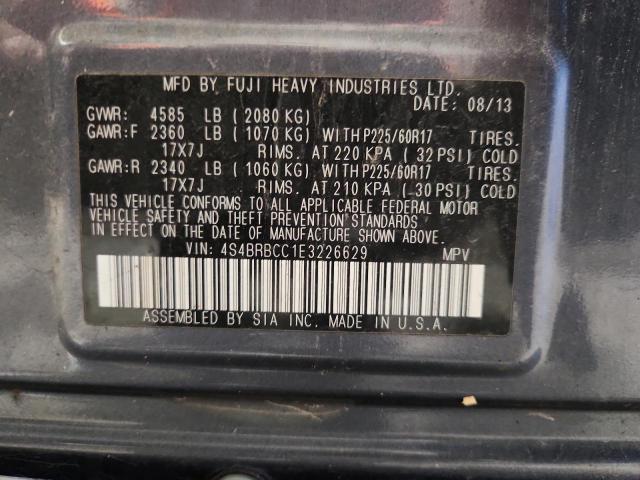 MFD BY FUJI HEAVY INDUSTRIES LTD.
DATE: 08/13
GVWR: 4585 LB ( 2080 KG)
GAWR:F 2360 LB ( 1070 KG) WITH P225/60R17 TIRES.
17X7J RIMS. AT 220 KPA ( 32 PSI) COLD
GAWR:R 2340 LB ( 1060 KG) WITH P225/60R17 TIRES.
17X7J RIMS. AT 210 KPA ( 30 PSI) COLD
THIS VEHICLE CONFORMS TO ALL APPLICABLE FEDERAL MOTOR
VEHICLE SAFETY AND THEFT PREVENTION STANDARDS
IN EFFECT ON THE DATE OF MANUFACTURE SHOWN ABOVE.
VIN: 4S4BRBCC1E3226629 MPV
ASSEMBLED BY SIA INC. MADE IN U.S.A.